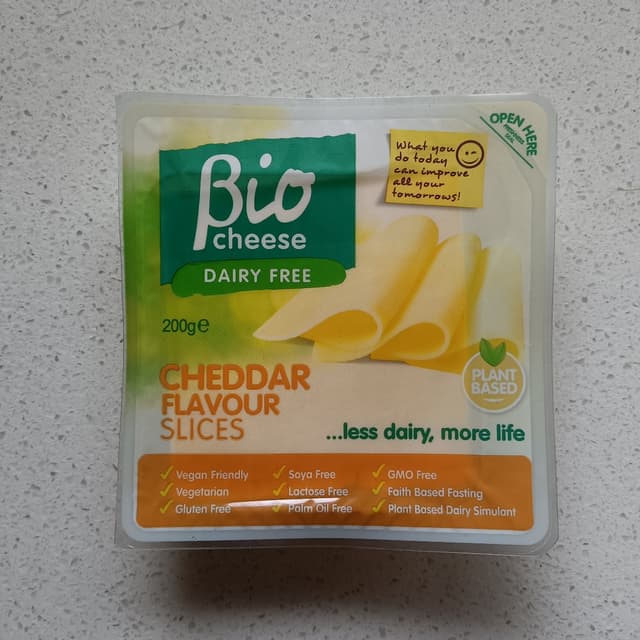 Bio
cheese
DAIRY FREE
What you
do today
can improve
all your
tomorrows!
OPEN HERE
200g℮
CHEDDAR
FLAVOUR
SLICES
PLANT
BASED
...less dairy, more life
Vegan Friendly
Vegetarian
Gluten Free
Soya Free
Lactose Free
Palm Oil Free
GMO Free
Faith Based Fasting
Plant Based Dairy Simulant